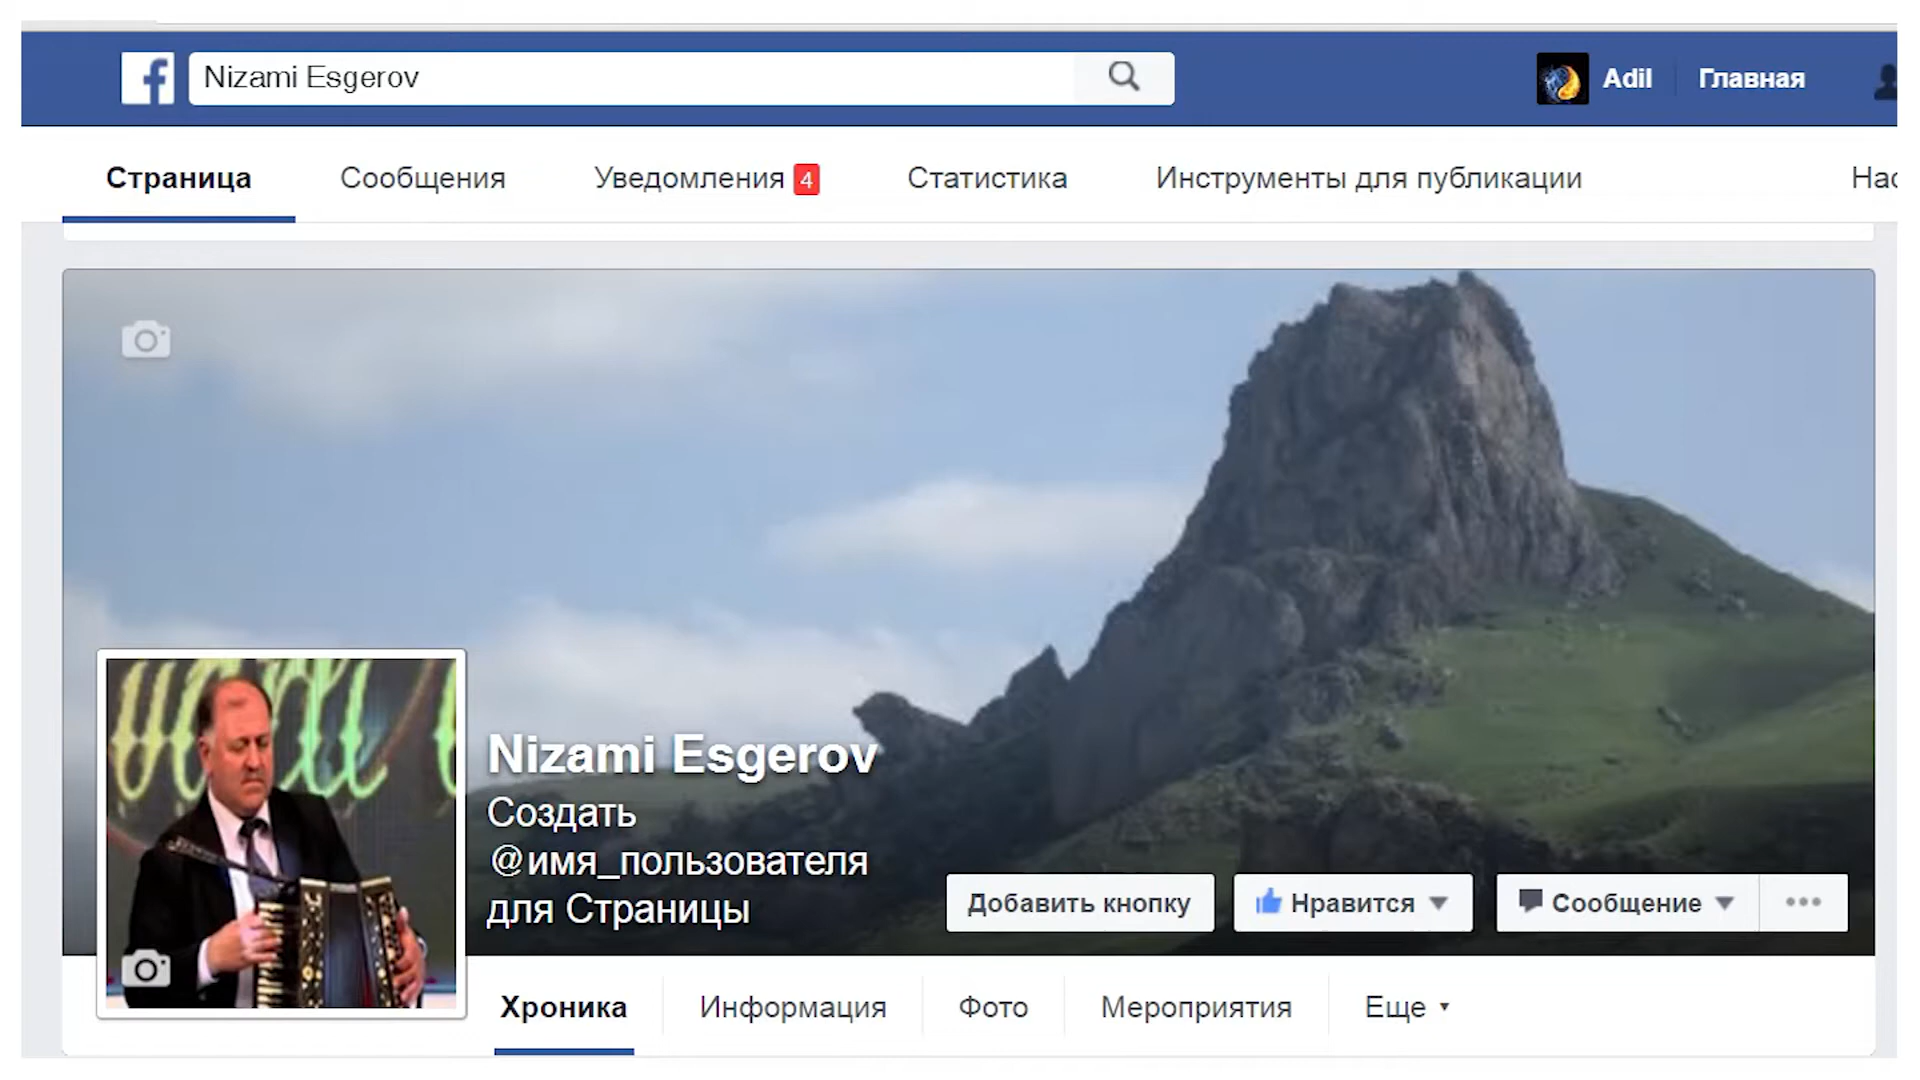 Nizami Esgerov
Adil
Главная
Страница
Сообщения
Уведомления 4
Статистика
Инструменты для публикации
Нас
Nizami Esgerov
Создать
@имя_пользователя
для Страницы
Добавить кнопку
Нравится
Сообщение
Хроника
Информация
Фото
Мероприятия
Еще